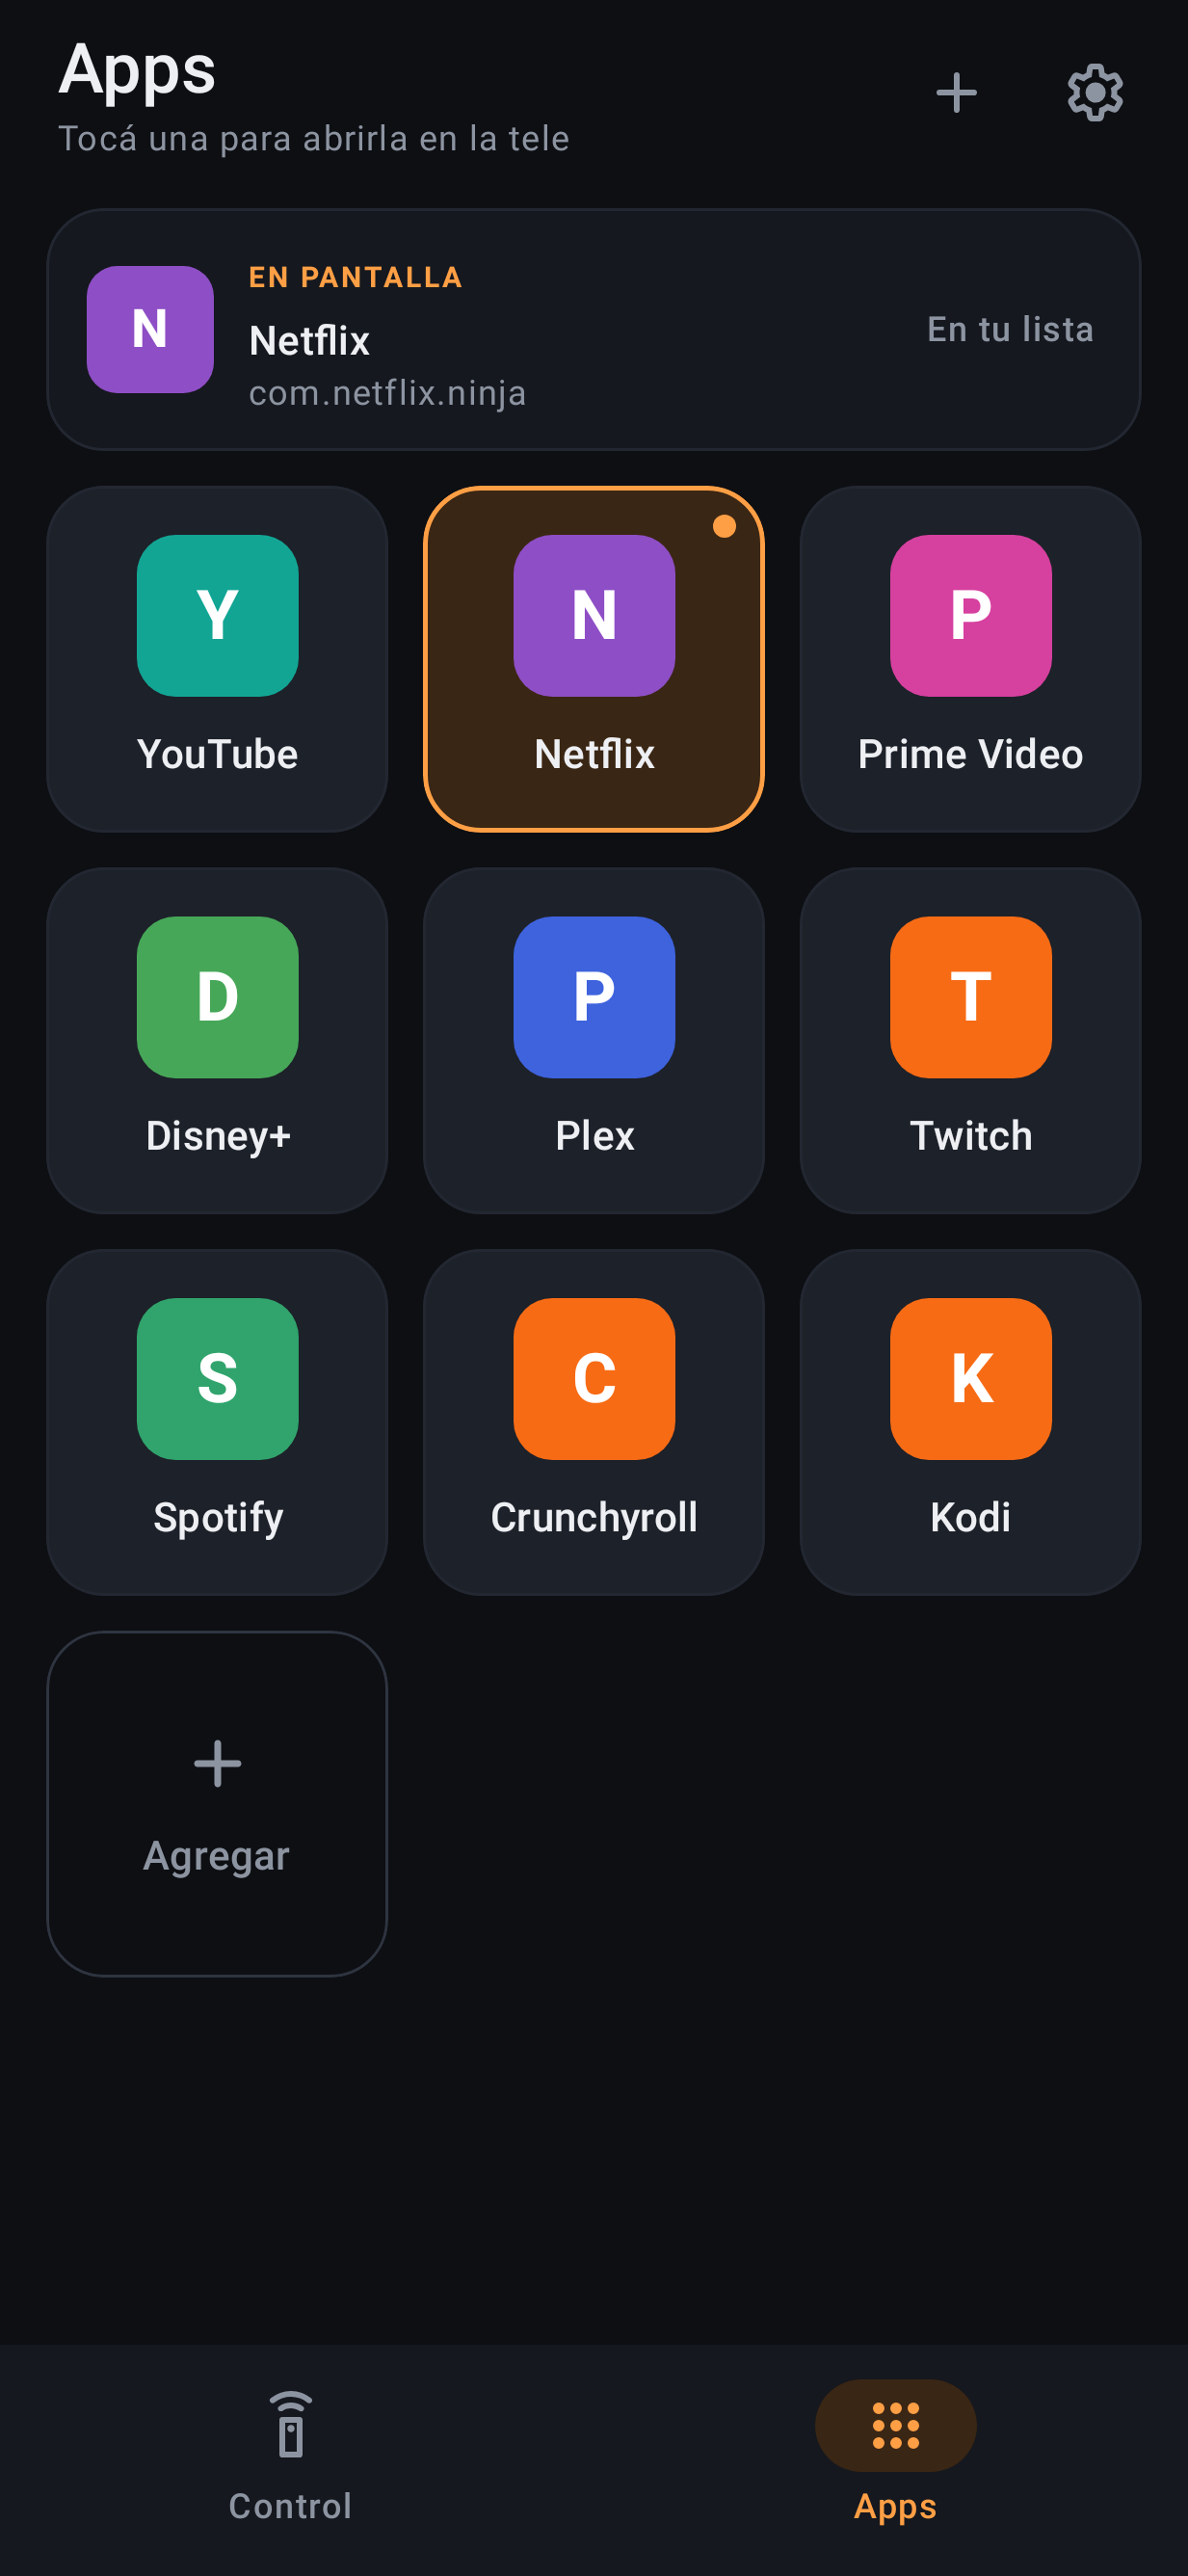 Apps
Tocá una para abrirla en la tele
N
EN PANTALLA
Netflix
com.netflix.ninja
En tu lista
Y
YouTube
N
Netflix
P
Prime Video
D
Disney+
P
Plex
T
Twitch
S
Spotify
C
Crunchyroll
K
Kodi
Agregar
Control
Apps